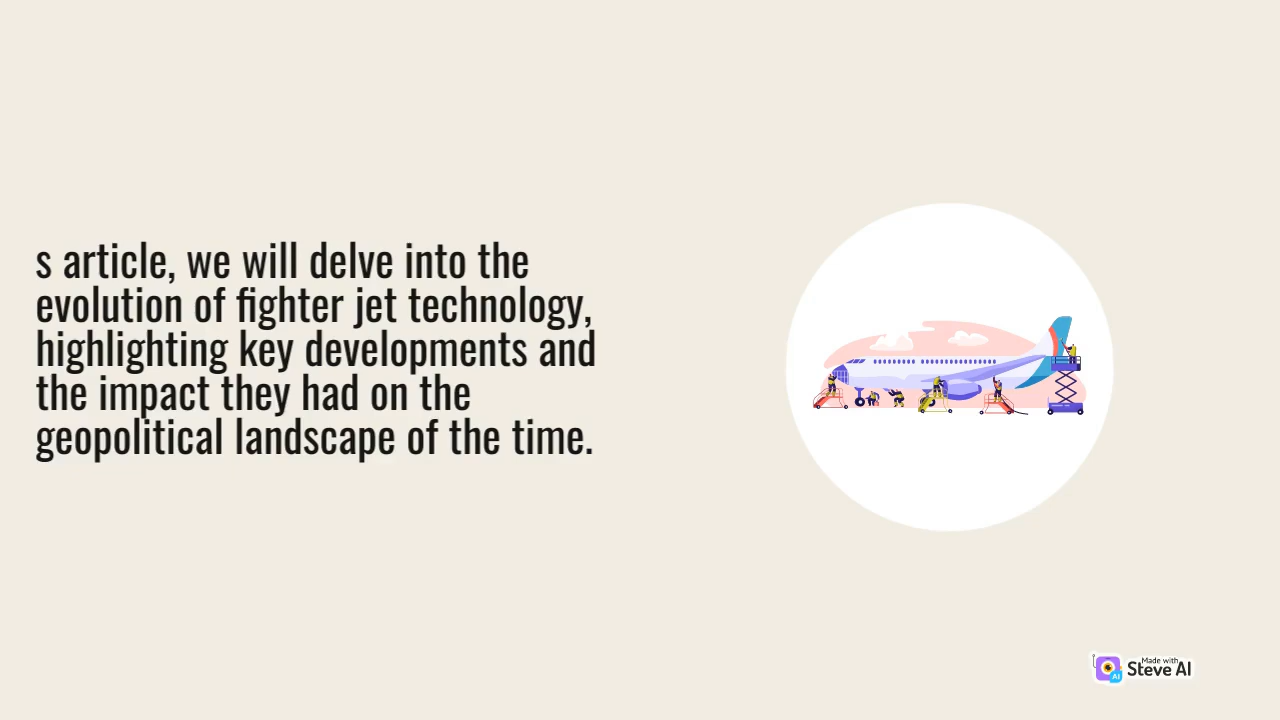 s article, we will delve into the
evolution of fighter jet technology,
highlighting key developments and
the impact they had on the
geopolitical landscape of the time.
Made with
Steve AI
AI